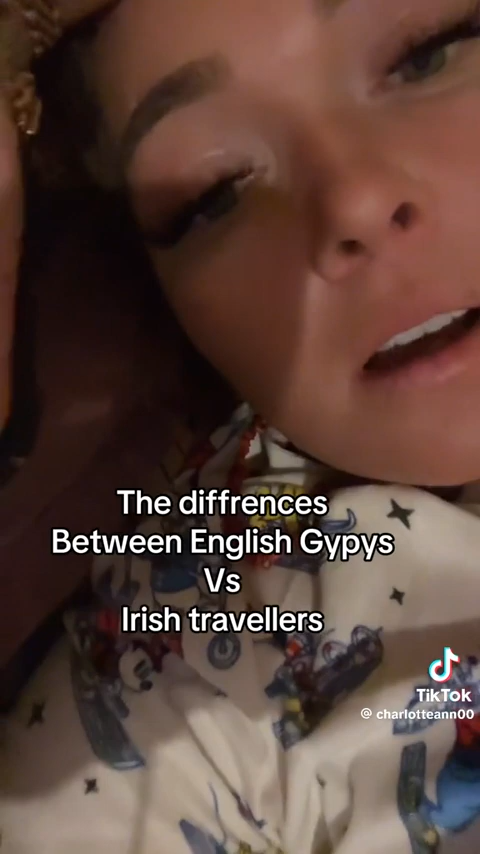 The diffrences
Between English Gypys
Vs
Irish travellers
TikTok
@ charlotteann00